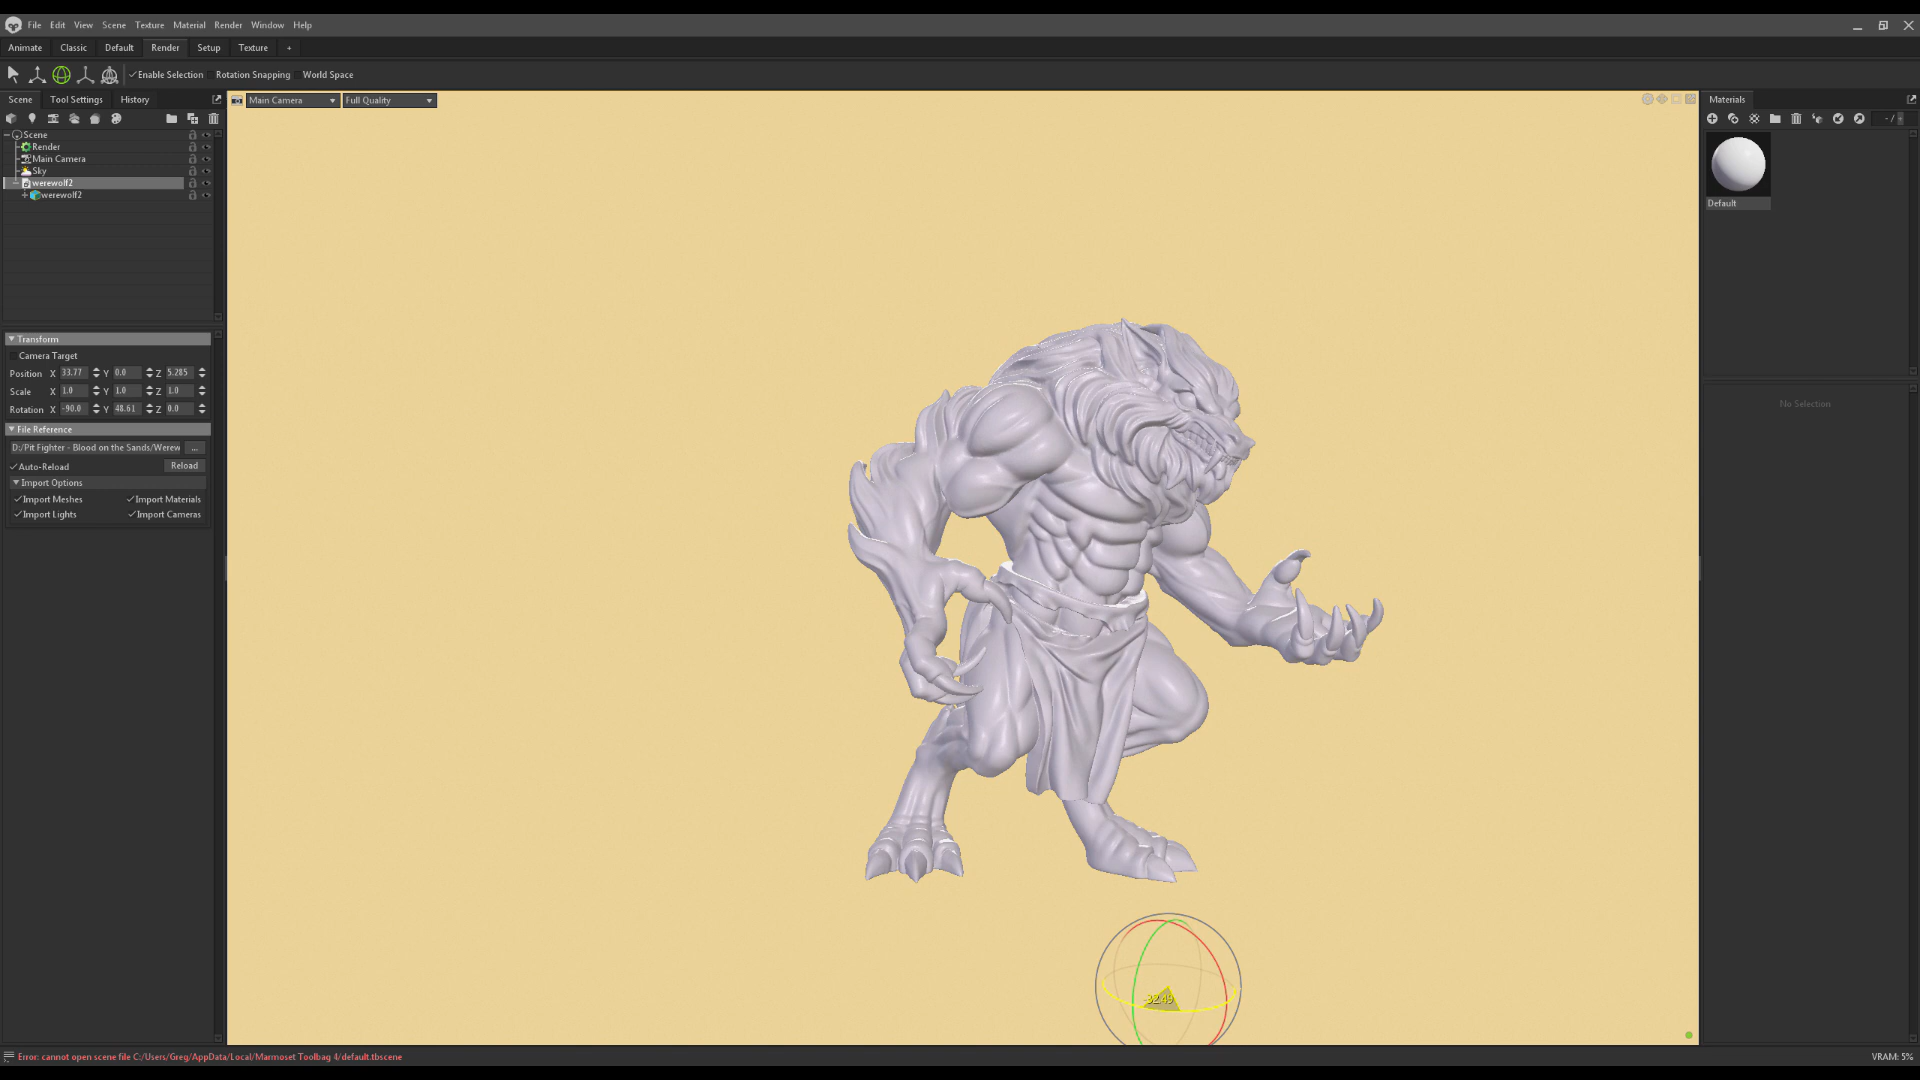 File Edit View Scene Texture Material Render Window Help
Animate Classic Default Render Setup Texture +
Enable Selection Rotation Snapping World Space
Scene Tool Settings History
Main Camera Full Quality
Materials
Scene
Render
Main Camera
Sky
werewolf2
werewolf2
Default
Transform
Camera Target
Position X 33.77 Y 0.0 Z 5.285
Scale X 1.0 Y 1.0 Z 1.0
Rotation X -90.0 Y 48.61 Z 0.0
No Selection
File Reference
D:/Pit Fighter - Blood on the Sands/Werew ...
Auto-Reload Reload
Import Options
Import Meshes Import Materials
Import Lights Import Cameras
-32.49
Error: cannot open scene file C:/Users/Greg/AppData/Local/Marmoset Toolbag 4/default.tbscene
VRAM: 5%